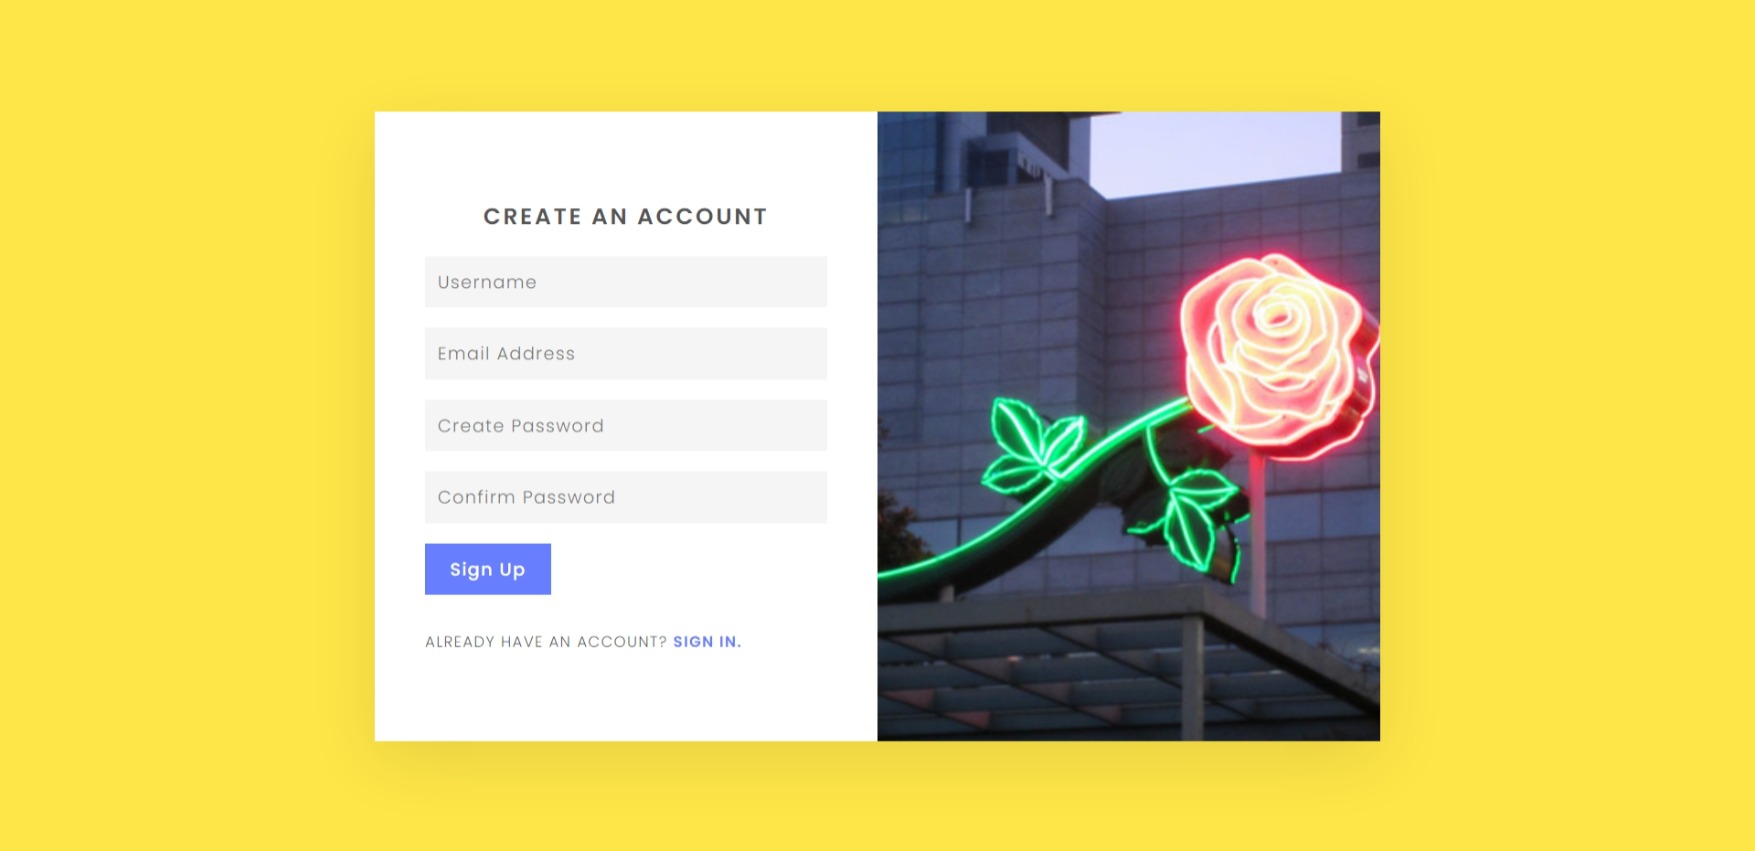 CREATE AN ACCOUNT
Username
Email Address
Create Password
Confirm Password
Sign Up
ALREADY HAVE AN ACCOUNT? SIGN IN.